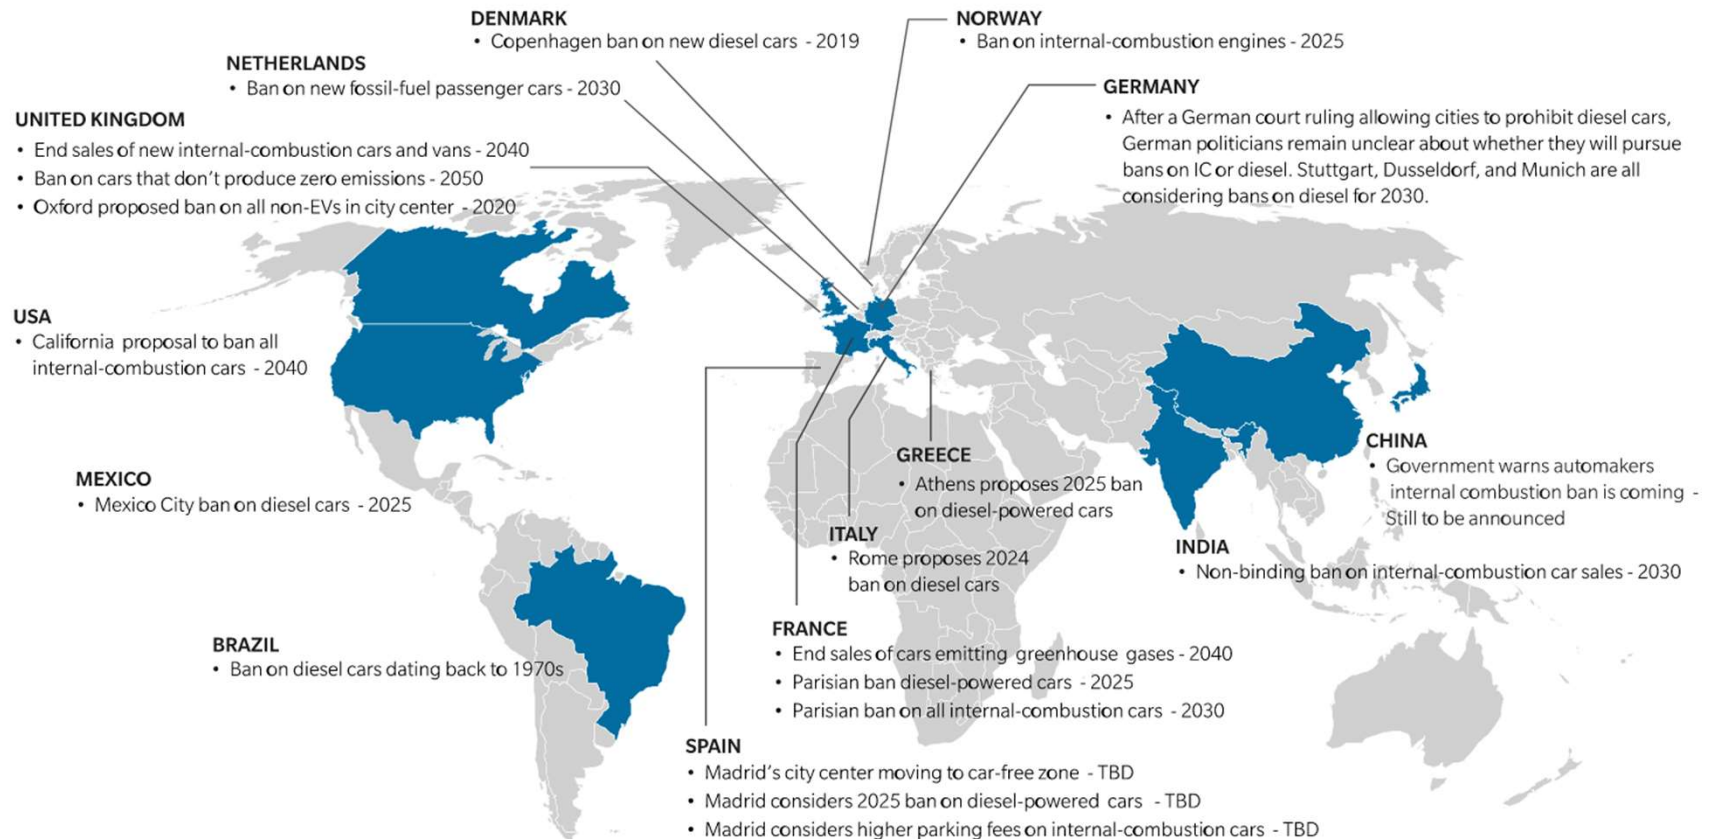 DENMARK
• Copenhagen ban on new diesel cars - 2019
NORWAY
• Ban on internal-combustion engines - 2025
NETHERLANDS
• Ban on new fossil-fuel passenger cars - 2030
GERMANY
• After a German court ruling allowing cities to prohibit diesel cars,
German politicians remain unclear about whether they will pursue
bans on IC or diesel. Stuttgart, Dusseldorf, and Munich are all
considering bans on diesel for 2030.
UNITED KINGDOM
• End sales of new internal-combustion cars and vans - 2040
• Ban on cars that don't produce zero emissions - 2050
• Oxford proposed ban on all non-EVs in city center - 2020
USA
• California proposal to ban all
internal-combustion cars - 2040
MEXICO
• Mexico City ban on diesel cars - 2025
GREECE
• Athens proposes 2025 ban
on diesel-powered cars
CHINA
• Government warns automakers
internal combustion ban is coming -
Still to be announced
ITALY
• Rome proposes 2024
ban on diesel cars
INDIA
• Non-binding ban on internal-combustion car sales - 2030
BRAZIL
• Ban on diesel cars dating back to 1970s
FRANCE
• End sales of cars emitting greenhouse gases - 2040
• Parisian ban diesel-powered cars - 2025
• Parisian ban on all internal-combustion cars - 2030
SPAIN
• Madrid's city center moving to car-free zone - TBD
• Madrid considers 2025 ban on diesel-powered cars - TBD
• Madrid considers higher parking fees on internal-combustion cars - TBD